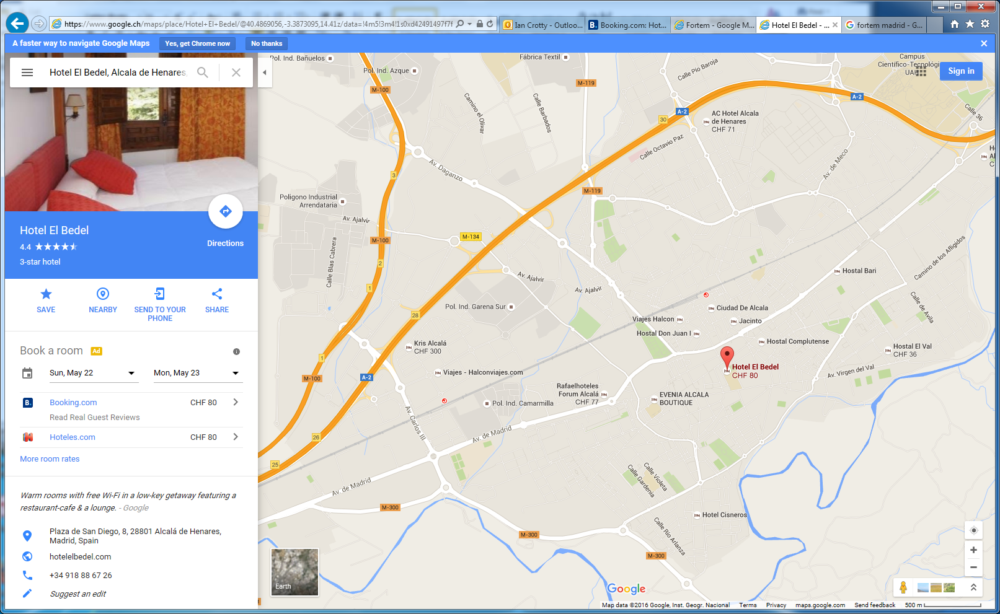 https://www.google.ch/maps/place/Hotel+El+Bedel/@40.4869056,-3.3873095,14.41z/data=!4m5!3m4!1s0xd42491497f7f
Ian Crotty - Outloo...
Booking.com: Hot...
Fortem - Google M...
Hotel El Bedel - ...
fortem madrid - G...
A faster way to navigate Google Maps
Yes, get Chrome now
No thanks
Hotel El Bedel, Alcala de Henares,
Sign in
Hotel El Bedel
4.4
3-star hotel
Directions
SAVE
NEARBY
SEND TO YOUR
PHONE
SHARE
Book a room Ad
Sun, May 22
Mon, May 23
B. Booking.com CHF 80
Read Real Guest Reviews
Hoteles.com CHF 80
More room rates
Warm rooms with free Wi-Fi in a low-key getaway featuring a
restaurant-cafe & a lounge. - Google
Plaza de San Diego, 8, 28801 Alcalá de Henares,
Madrid, Spain
hotelelbedel.com
+34 918 88 67 26
Suggest an edit
Pol. Ind. Bañuelos
Fábrica Textil
Campus
Científico-Tecnológic
UAH
Pol. Ind. Azque
M-100
M-119
Calle Pío Baroja
A-2
Camino el Olivar
Calle Barbados
A-2
30
AC Hotel Alcala
de Henares
CHF 71
Calle 36
Calle Octavio Paz
Av. de Meco
Av. Daganzo
3
M-119
Poligono Industrial
Arrendataria
Av. Ajalvir
M-100
M-134
Calle Blas Cabrera
2
1
Av. Ajalvir
Av. Ajalvir
Hostal Bari
Camino de los Afligidos
Calle de Ávila
Pol. Ind. Garena Sur
28
Ciudad De Alcala
Viajes Halcon
Jacinto
Hostal Don Juan I
Hostal Complutense
Kris Alcalá
CHF 300
Hostal El Val
CHF 36
1
M-100
A-2
Viajes - Halconviajes.com
Hotel El Bedel
CHF 80
Av. Virgen del Val
Rafaelhoteles
Forum Alcalá
CHF 77
EVENIA ALCALA
BOUTIQUE
Pol. Ind. Camarmilla
Av. Carlos III
Av. de Madrid
26
25
Av. de Madrid
Calle Gardenia
Calle Violeta
M-300
Hotel Cisneros
M-300
Calle Río Arlanza
M-300
Earth
Google
Map data ©2016 Google, Inst. Geogr. Nacional Terms Privacy maps.google.com Send feedback 500 m